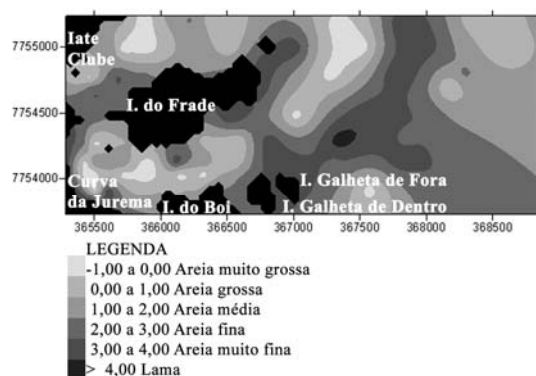 7755000
7754500
7754000
Iate
Clube
I. do Frade
Curva
da Jurema
I. do Boi
I. Galheta de Fora
I. Galheta de Dentro
365500 366000 366500 367000 367500 368000 368500
LEGENDA
-1,00 a 0,00 Areia muito grossa
0,00 a 1,00 Areia grossa
1,00 a 2,00 Areia média
2,00 a 3,00 Areia fina
3,00 a 4,00 Areia muito fina
> 4,00 Lama